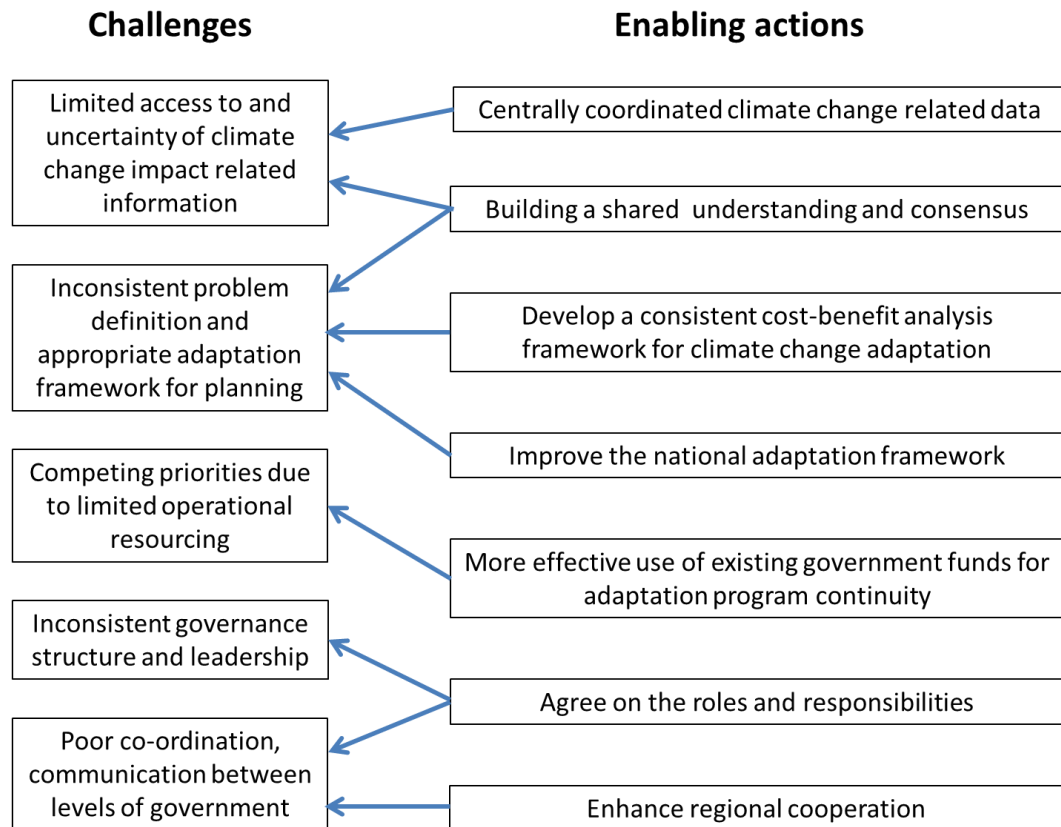 Challenges
Limited access to and
uncertainty of climate
change impact related
information
Inconsistent problem
definition and
appropriate adaptation
framework for planning
Competing priorities due
to limited operational
resourcing
Inconsistent governance
structure and leadership
Poor co-ordination,
communication between
levels of government
Enabling actions
Centrally coordinated climate change related data
Building a shared  understanding and consensus
Develop a consistent cost-benefit analysis
framework for climate change adaptation
Improve the national adaptation framework
More effective use of existing government funds for
adaptation program continuity
Agree on the roles and responsibilities
Enhance regional cooperation